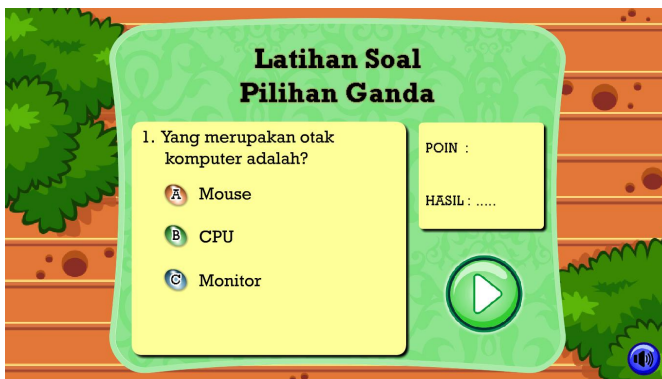 Latihan Soal
Pilihan Ganda
1. Yang merupakan otak
komputer adalah?
A Mouse
B CPU
C Monitor
POIN :
HASIL : .....